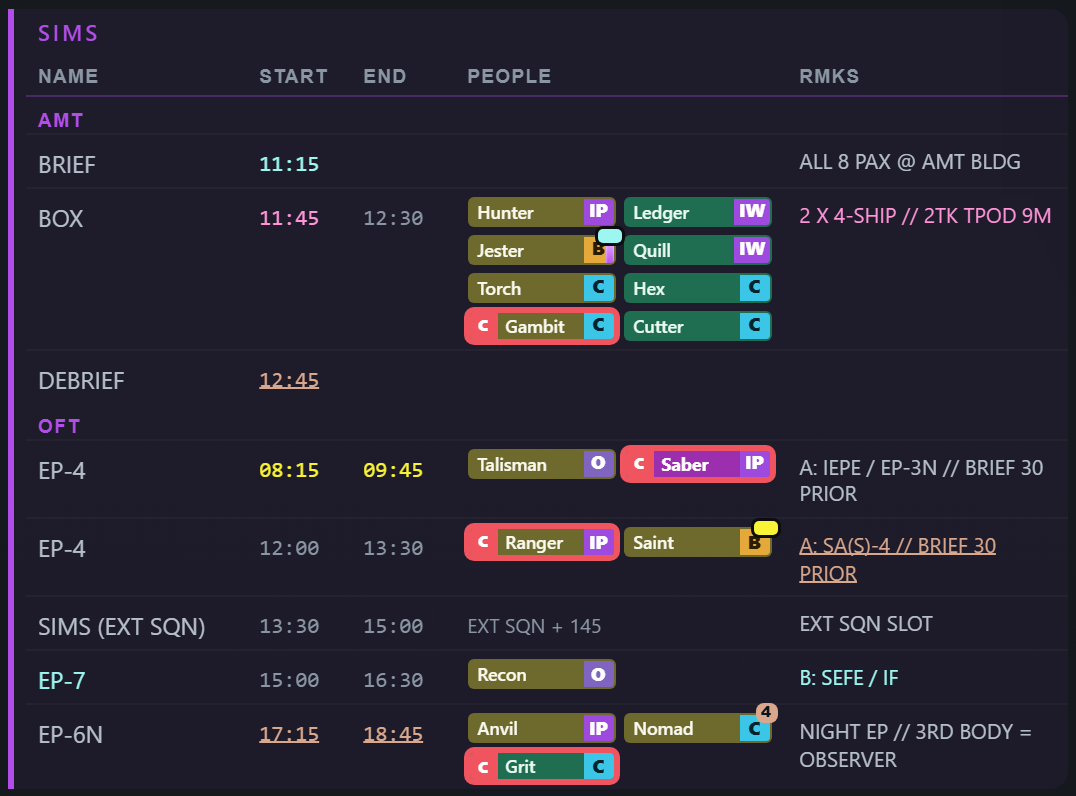 SIMS
NAME START END PEOPLE RMKS
AMT
BRIEF 11:15 ALL 8 PAX @ AMT BLDG
BOX 11:45 12:30 Hunter IP Ledger IW 2 X 4-SHIP // 2TK TPOD 9M
Jester B Quill IW
Torch C Hex C
C Gambit C Cutter C
DEBRIEF 12:45
OFT
EP-4 08:15 09:45 Talisman O C Saber IP A: IEPE / EP-3N // BRIEF 30
PRIOR
EP-4 12:00 13:30 C Ranger IP Saint B A: SA(S)-4 // BRIEF 30
PRIOR
SIMS (EXT SQN) 13:30 15:00 EXT SQN + 145 EXT SQN SLOT
EP-7 15:00 16:30 Recon O B: SEFE / IF
4
EP-6N 17:15 18:45 Anvil IP Nomad C NIGHT EP // 3RD BODY =
OBSERVER
C Grit C